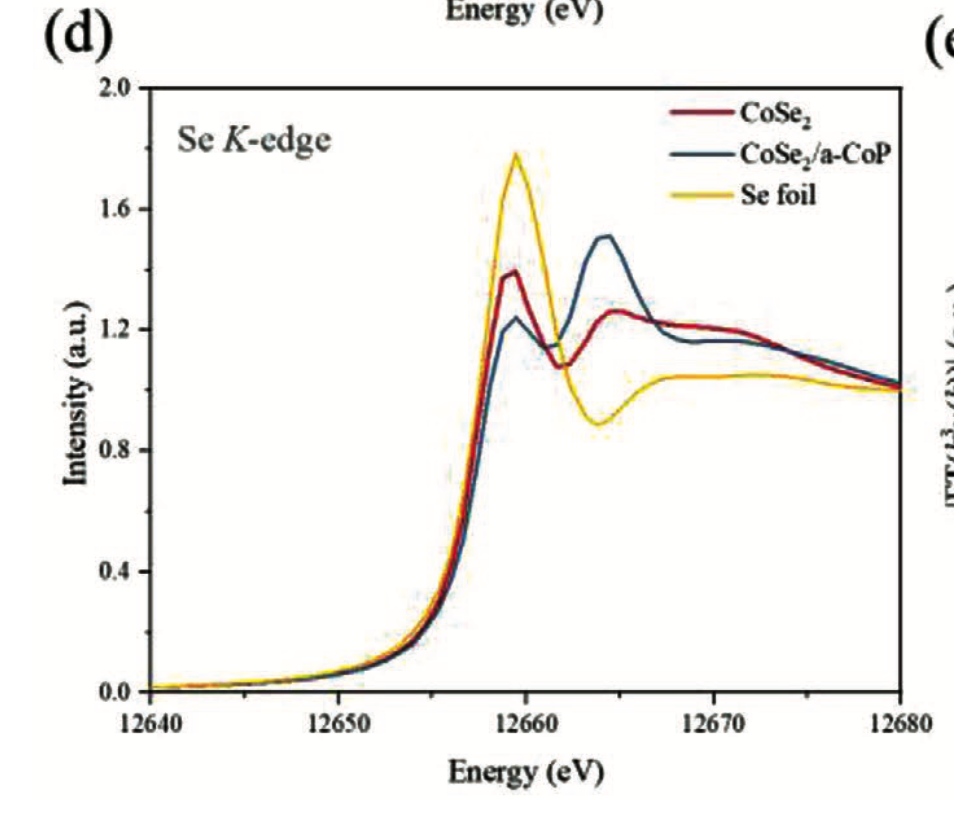 Energy (eV)
(d)
(e
2.0
Se K-edge
CoSe₂
CoSe₂/a-CoP
Se foil
1.6
1.2
0.8
0.4
0.0
Intensity (a.u.)
12640 12650 12660 12670 12680
Energy (eV)